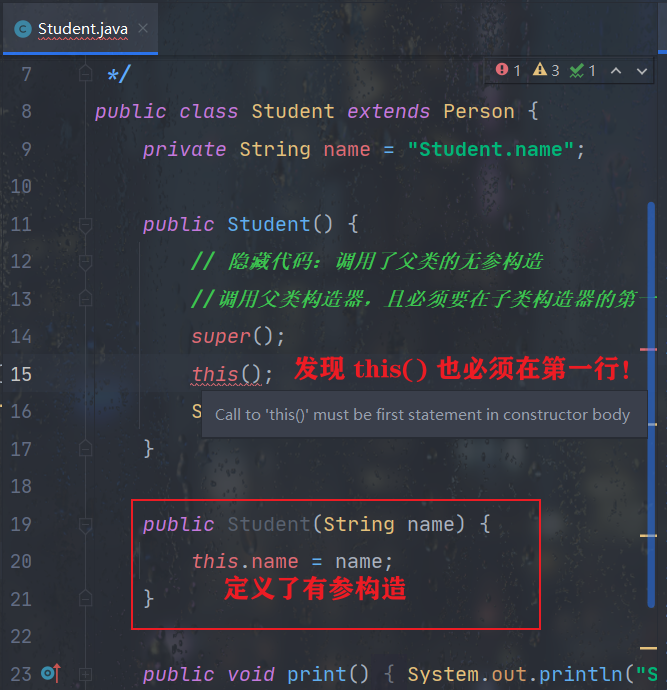 Student.java
1 3 1
7 */
8 public class Student extends Person {
9 private String name = "Student.name";
10
11 public Student() {
12 // 隐藏代码：调用了父类的无参构造
13 //调用父类构造器，且必须要在子类构造器的第一
14 super();
15 this(); 发现 this( ) 也必须在第一行！
16 S
Call to 'this()' must be first statement in constructor body
17 }
18
19 public Student(String name) {
20 this.name = name;
定义了有参构造
21 }
22
23 public void print() { System.out.println("S